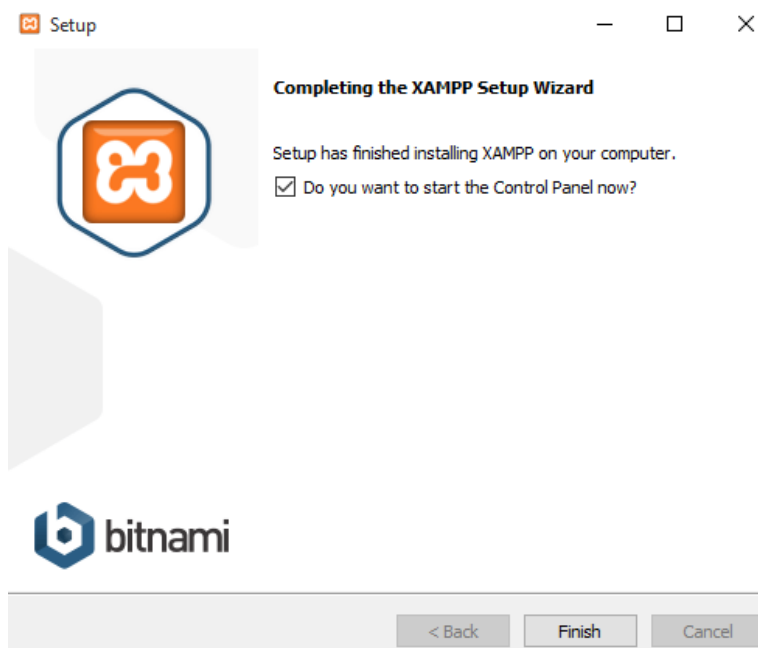 Setup
Completing the XAMPP Setup Wizard
Setup has finished installing XAMPP on your computer.
Do you want to start the Control Panel now?
bitnami
< Back
Finish
Cancel